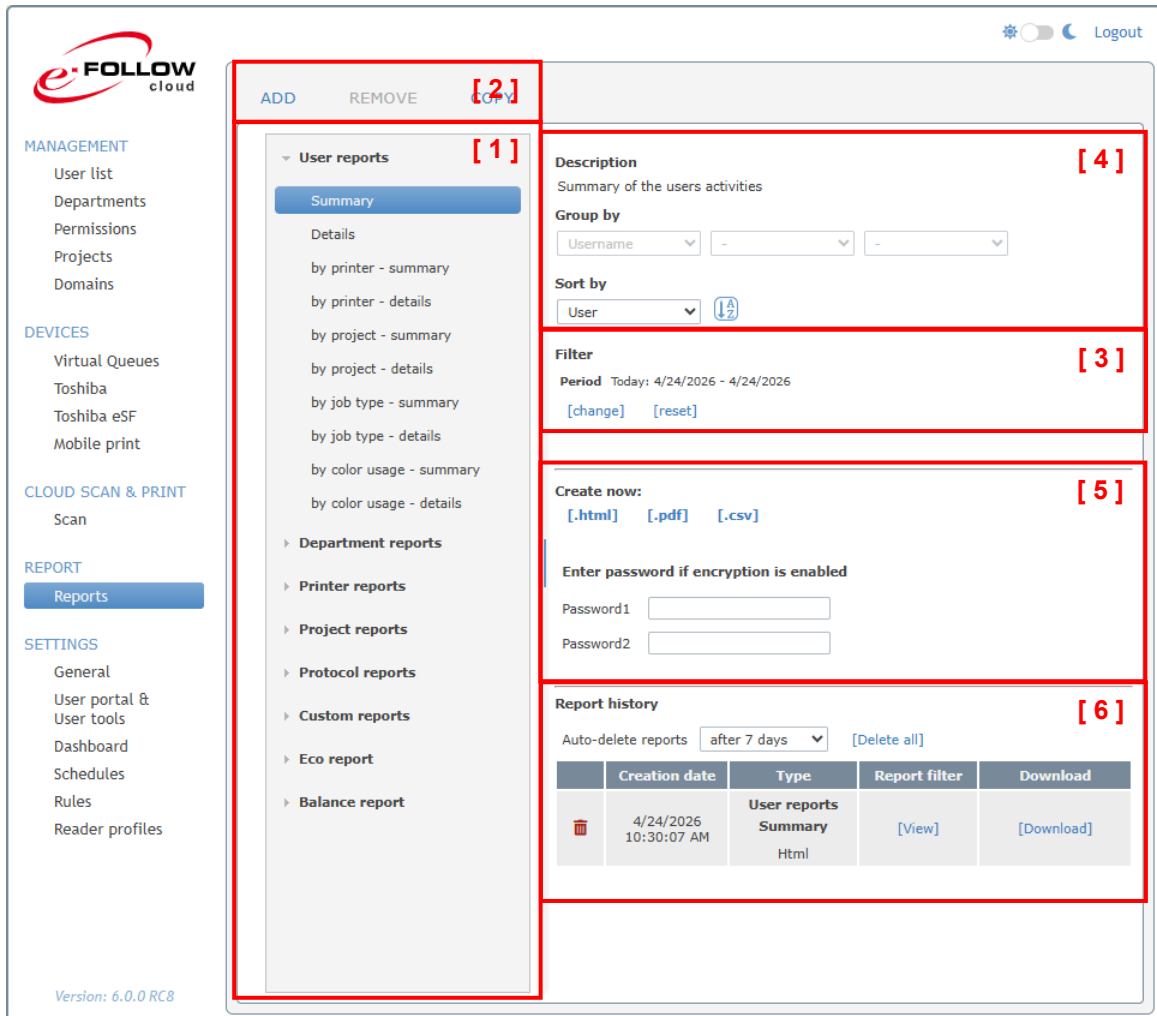 Logout
e-FOLLOW
cloud
ADD REMOVE COPY
[ 2 ]
MANAGEMENT
User list
Departments
Permissions
Projects
Domains
DEVICES
Virtual Queues
Toshiba
Toshiba eSF
Mobile print
CLOUD SCAN & PRINT
Scan
REPORT
Reports
SETTINGS
General
User portal &
User tools
Dashboard
Schedules
Rules
Reader profiles
Version: 6.0.0 RC8
[ 1 ]
User reports
Summary
Details
by printer - summary
by printer - details
by project - summary
by project - details
by job type - summary
by job type - details
by color usage - summary
by color usage - details
Department reports
Printer reports
Project reports
Protocol reports
Custom reports
Eco report
Balance report
[ 4 ]
Description
Summary of the users activities
Group by
Username - -
Sort by
User A Z
[ 3 ]
Filter
Period Today: 4/24/2026 - 4/24/2026
[change] [reset]
[ 5 ]
Create now:
[.html] [.pdf] [.csv]
Enter password if encryption is enabled
Password1
Password2
[ 6 ]
Report history
Auto-delete reports after 7 days [Delete all]
Creation date Type Report filter Download
4/24/2026
10:30:07 AM
User reports
Summary
Html
[View]
[Download]